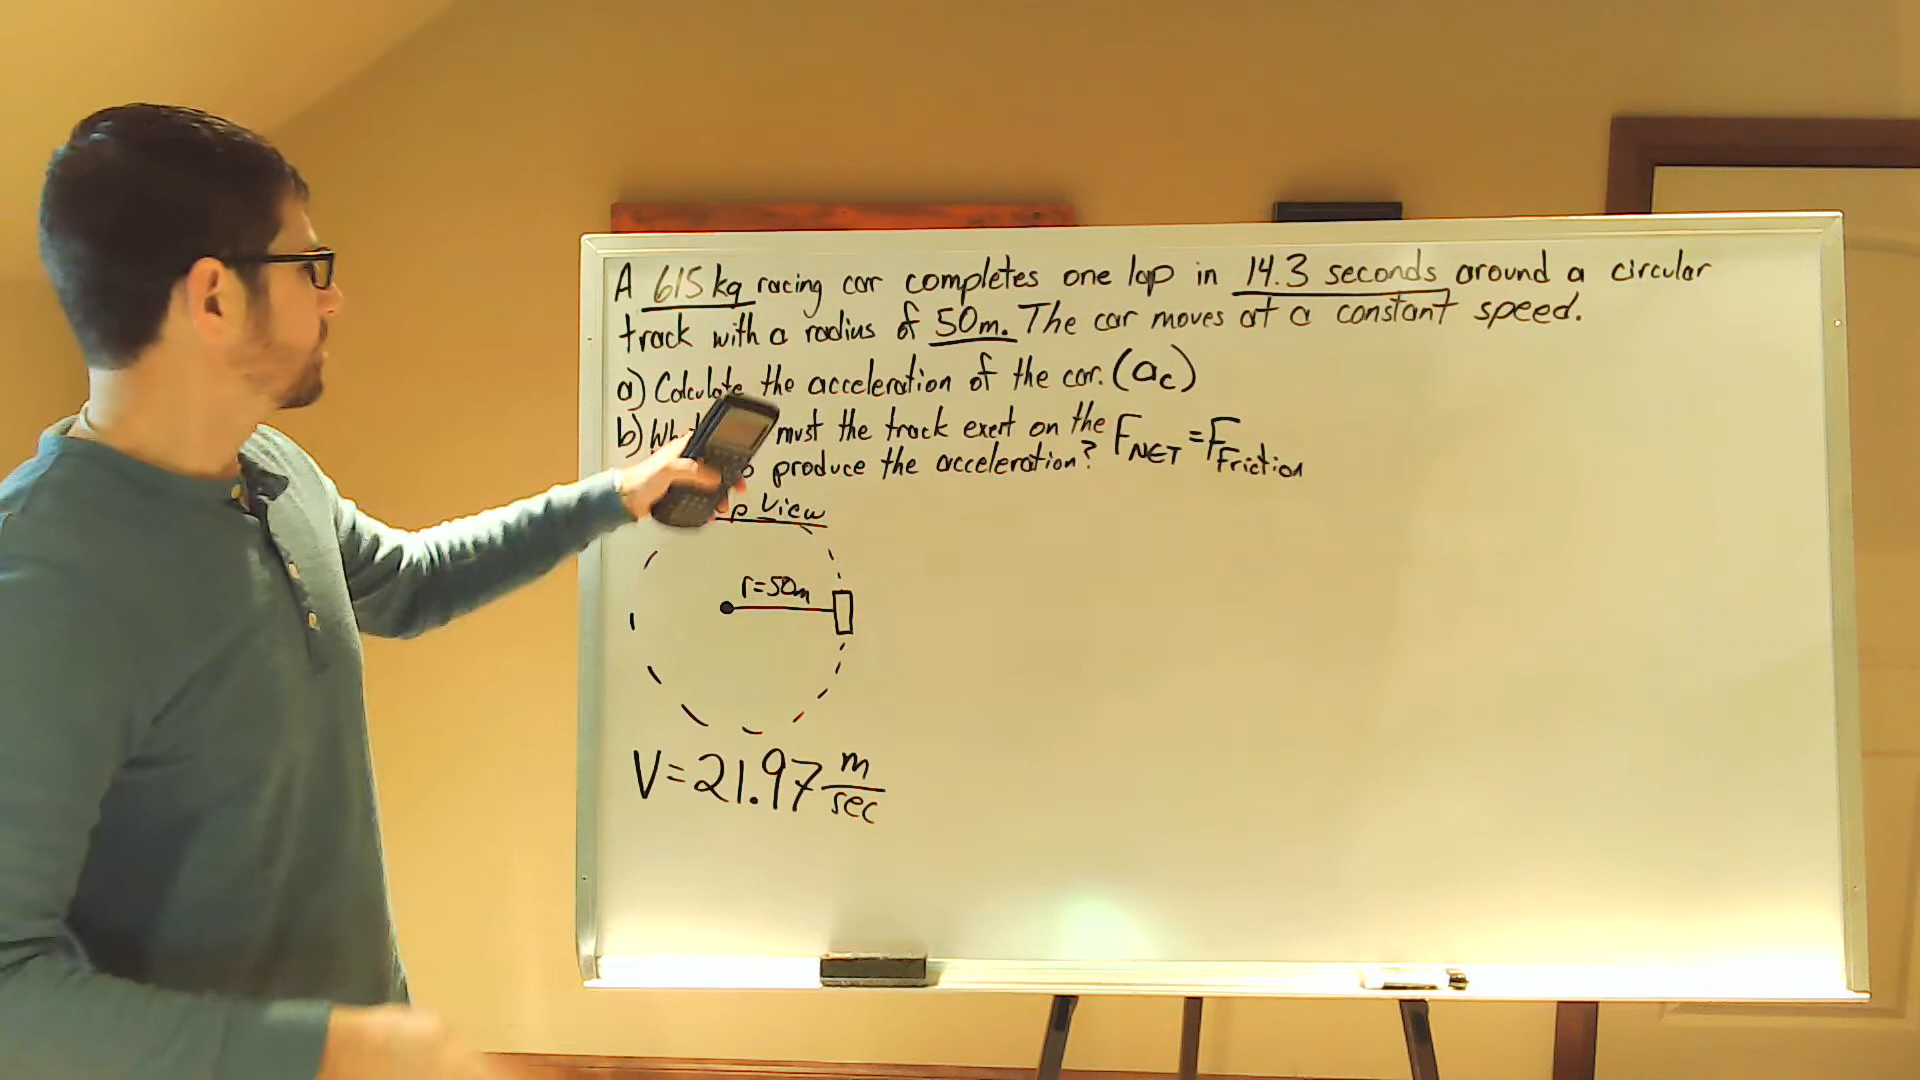 A 615 kg racing car completes one lap in 14.3 seconds around a circular
track with a radius of 50m. The car moves at a constant speed.
a) Calculate the acceleration of the car. (ac)
b) must the track exert on the FNET = FFriction
produce the acceleration?
View
r=50m
V=21.97 m/sec